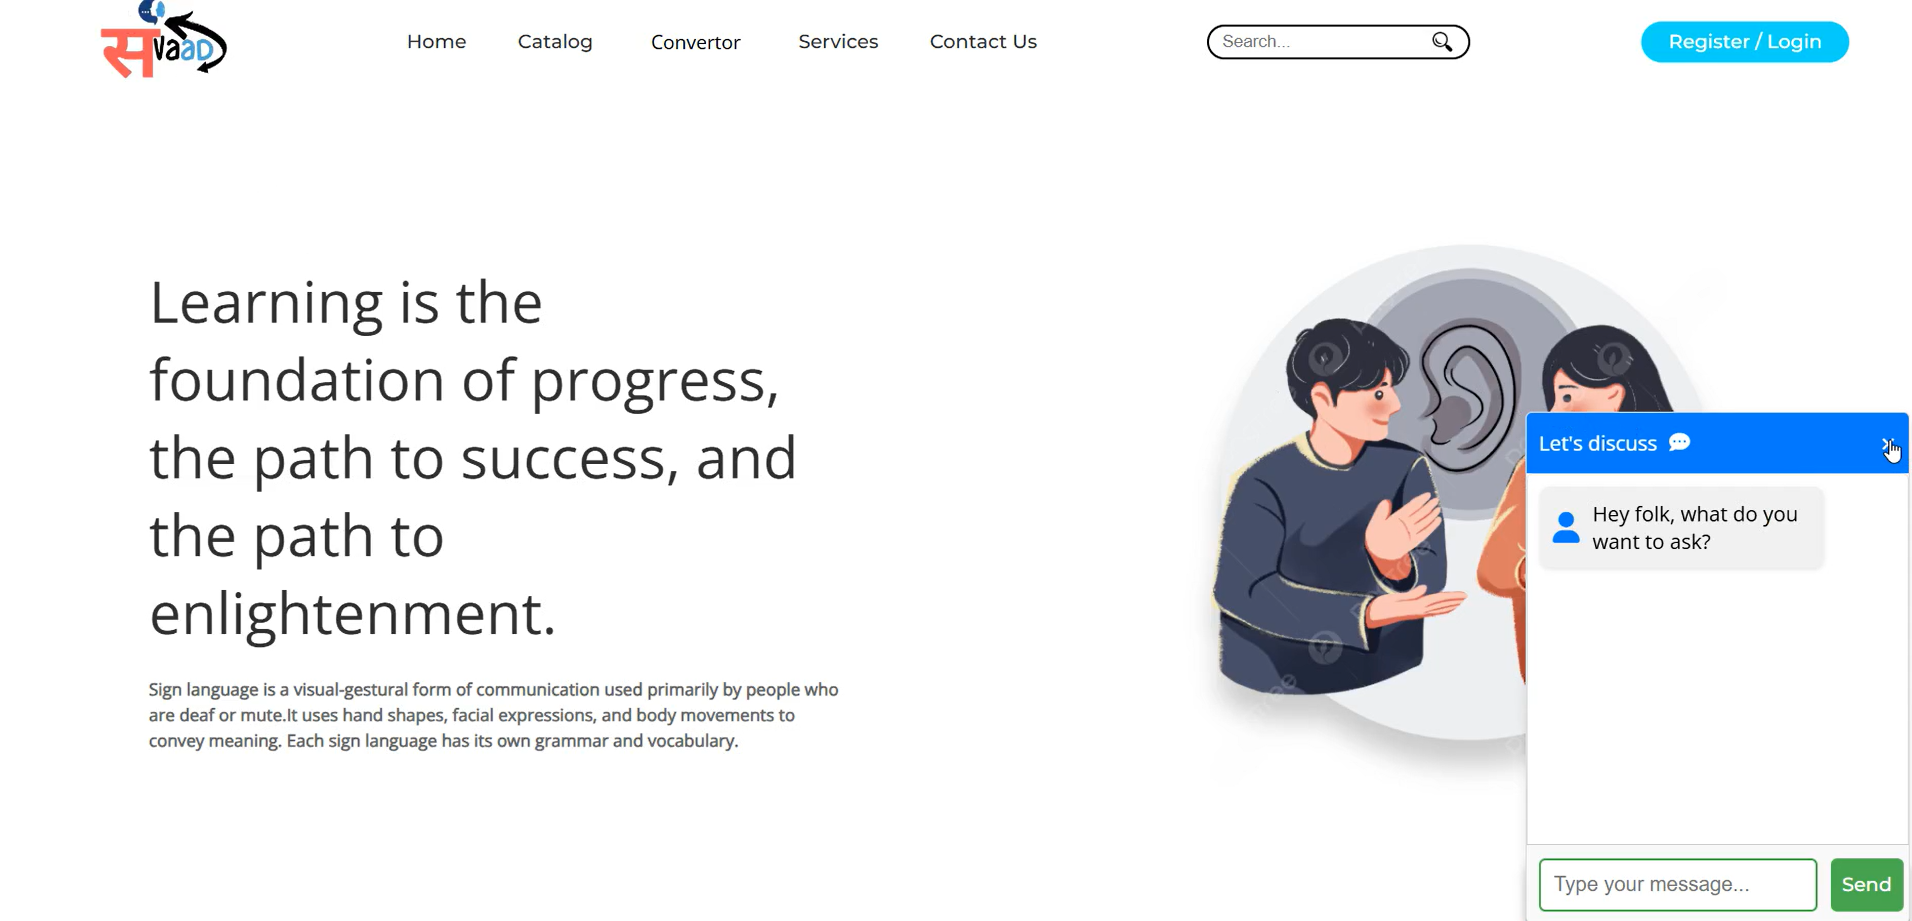 सvaaD
Home
Catalog
Convertor
Services
Contact Us
Search...
Register / Login
Learning is the
foundation of progress,
the path to success, and
the path to
enlightenment.
Sign language is a visual-gestural form of communication used primarily by people who
are deaf or mute.It uses hand shapes, facial expressions, and body movements to
convey meaning. Each sign language has its own grammar and vocabulary.
Let's discuss
Hey folk, what do you
want to ask?
Type your message...
Send